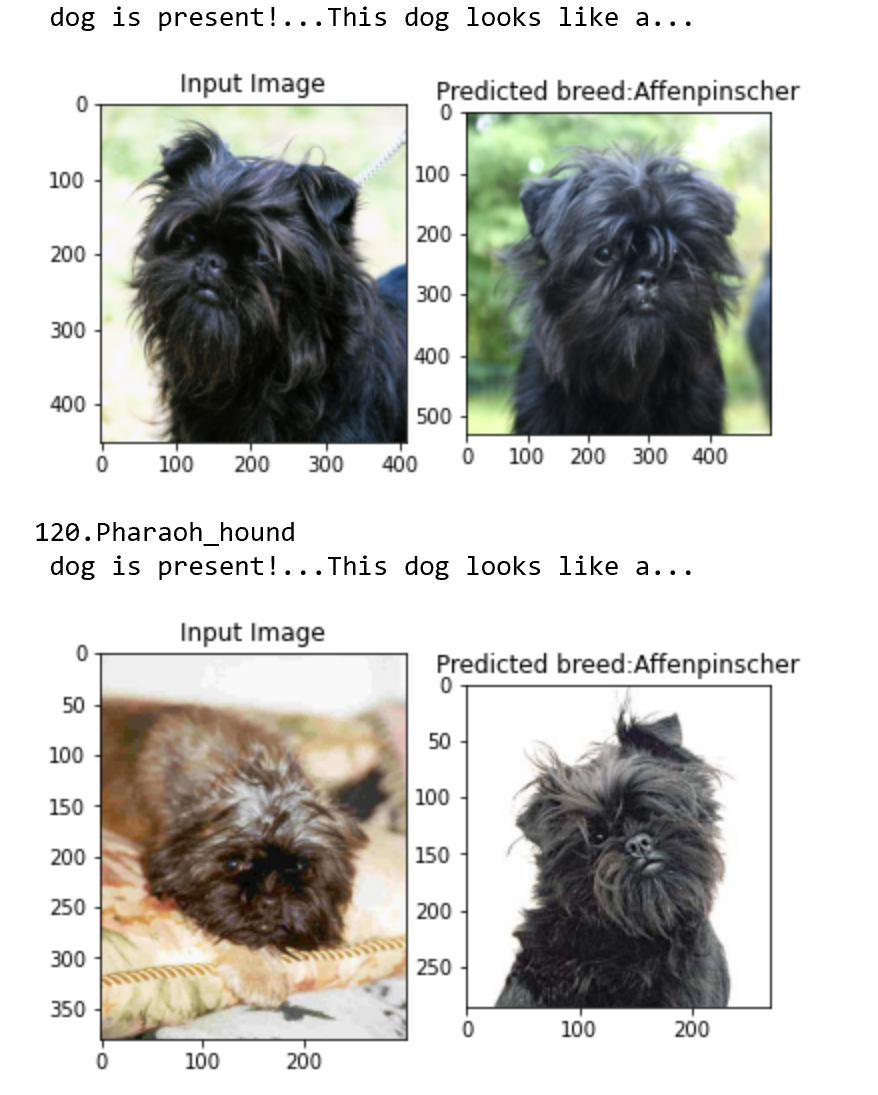 dog is present!...This dog looks like a...
Input Image
Predicted breed:Affenpinscher
0
100
200
300
400
0 100 200 300 400
0
100
200
300
400
500
0 100 200 300 400
120.Pharaoh_hound
dog is present!...This dog looks like a...
Input Image
Predicted breed:Affenpinscher
0
50
100
150
200
250
300
350
0 100 200
0
50
100
150
200
250
0 100 200